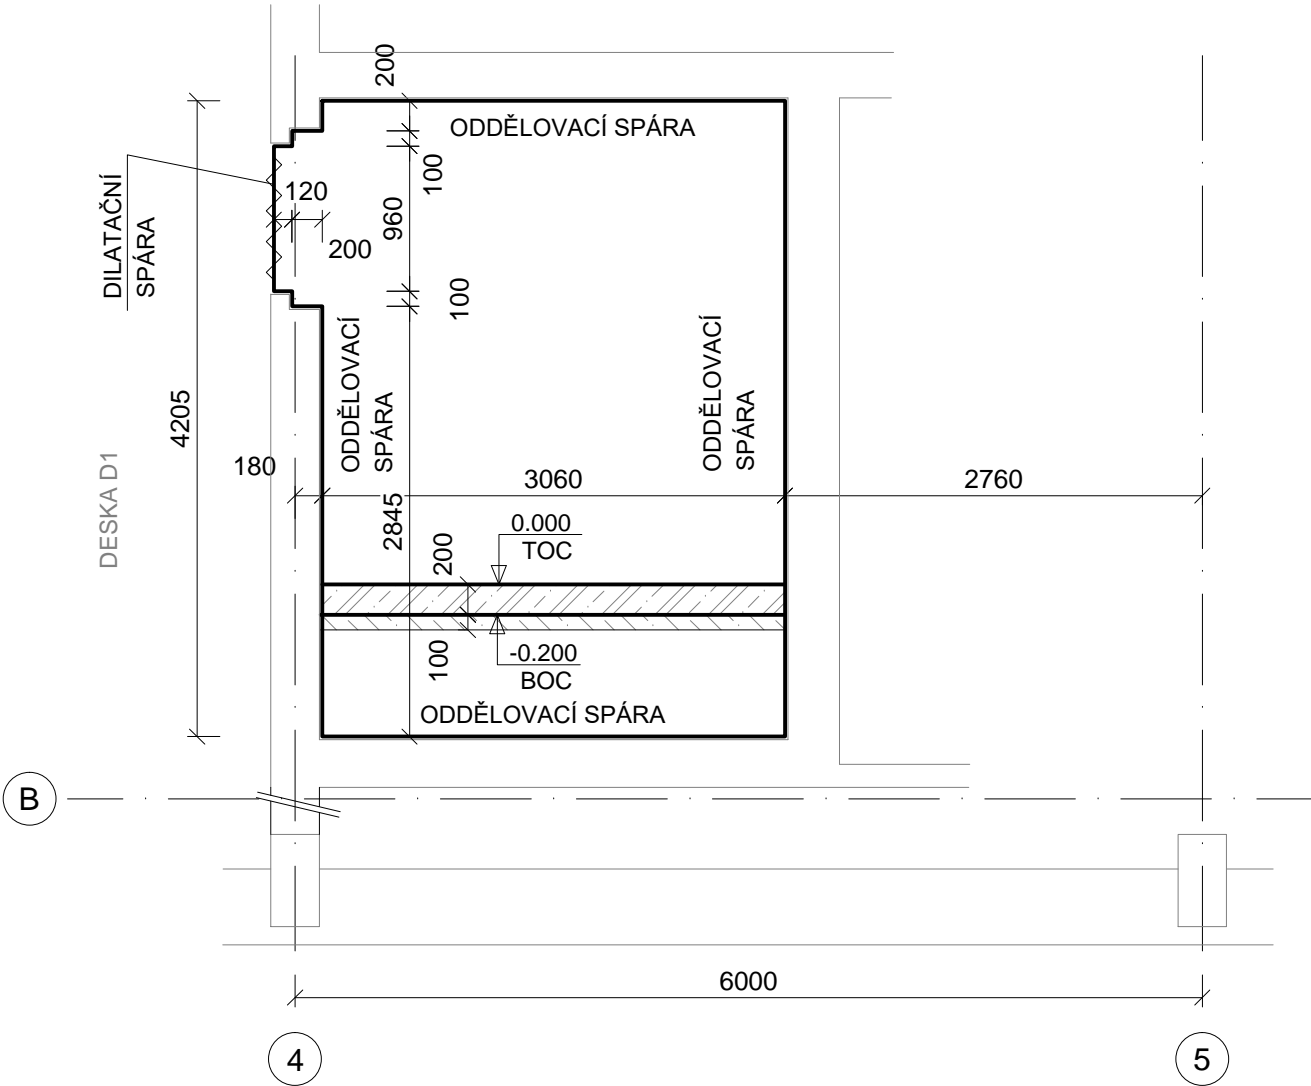 200
ODDĚLOVACÍ SPÁRA
100
DILATAČNÍ
SPÁRA
120
960
200
100
ODDĚLOVACÍ
SPÁRA
ODDĚLOVACÍ
SPÁRA
4205
DESKA D1
180
3060
2760
2845
0.000
TOC
200
100
-0.200
BOC
ODDĚLOVACÍ SPÁRA
B
6000
4
5